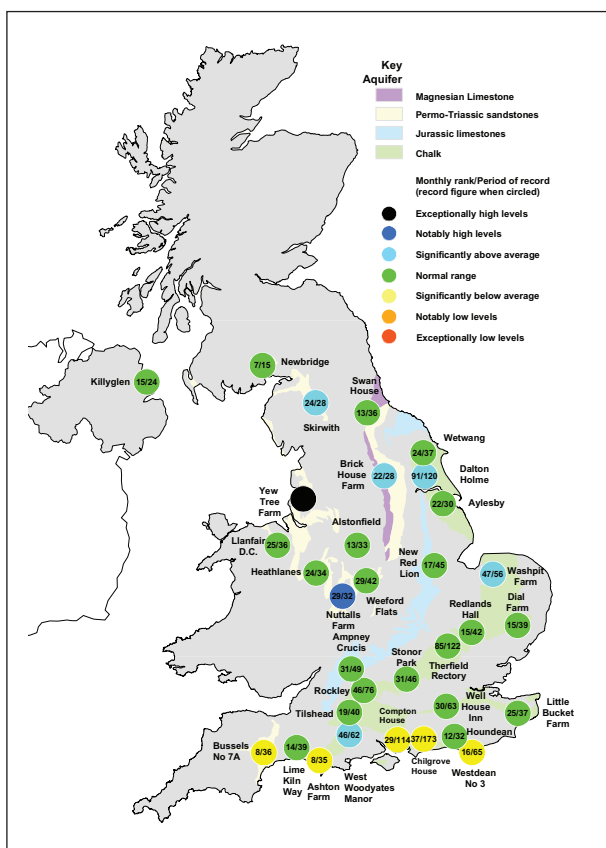 Key
Aquifer
Magnesian Limestone
Permo-Triassic sandstones
Jurassic limestones
Chalk
Monthly rank/Period of record
(record figure when circled)
Exceptionally high levels
Notably high levels
Significantly above average
Normal range
Significantly below average
Notably low levels
Exceptionally low levels
Newbridge
7/15
Killyglen
15/24
24/28
Skirwith
Swan
House
13/36
Wetwang
24/37
Brick
House
Farm
22/28
91/120
Dalton
Holme
Yew
Tree
Farm
22/30
Aylesby
Alstonfield
13/33
Llanfair
D.C.
25/36
Heathlanes
24/34
New
Red
Lion
17/45
47/56
Washpit
Farm
29/42
Weeford
Flats
29/32
Nuttalls
Farm
Redlands
Hall
15/42
Dial
Farm
15/39
Ampney
Crucis
31/49
Stonor
Park
31/46
85/122
Therfield
Rectory
Rockley
46/76
Tilshead
19/40
Compton
House
30/63
Well
House
Inn
25/37
Little
Bucket
Farm
Bussels
No 7A
8/36
14/39
Lime
Kiln
Way
8/35
Ashton
Farm
46/62
West
Woodyates
Manor
29/114
37/173
Chilgrove
House
Houndean
12/32
16/65
Westdean
No 3